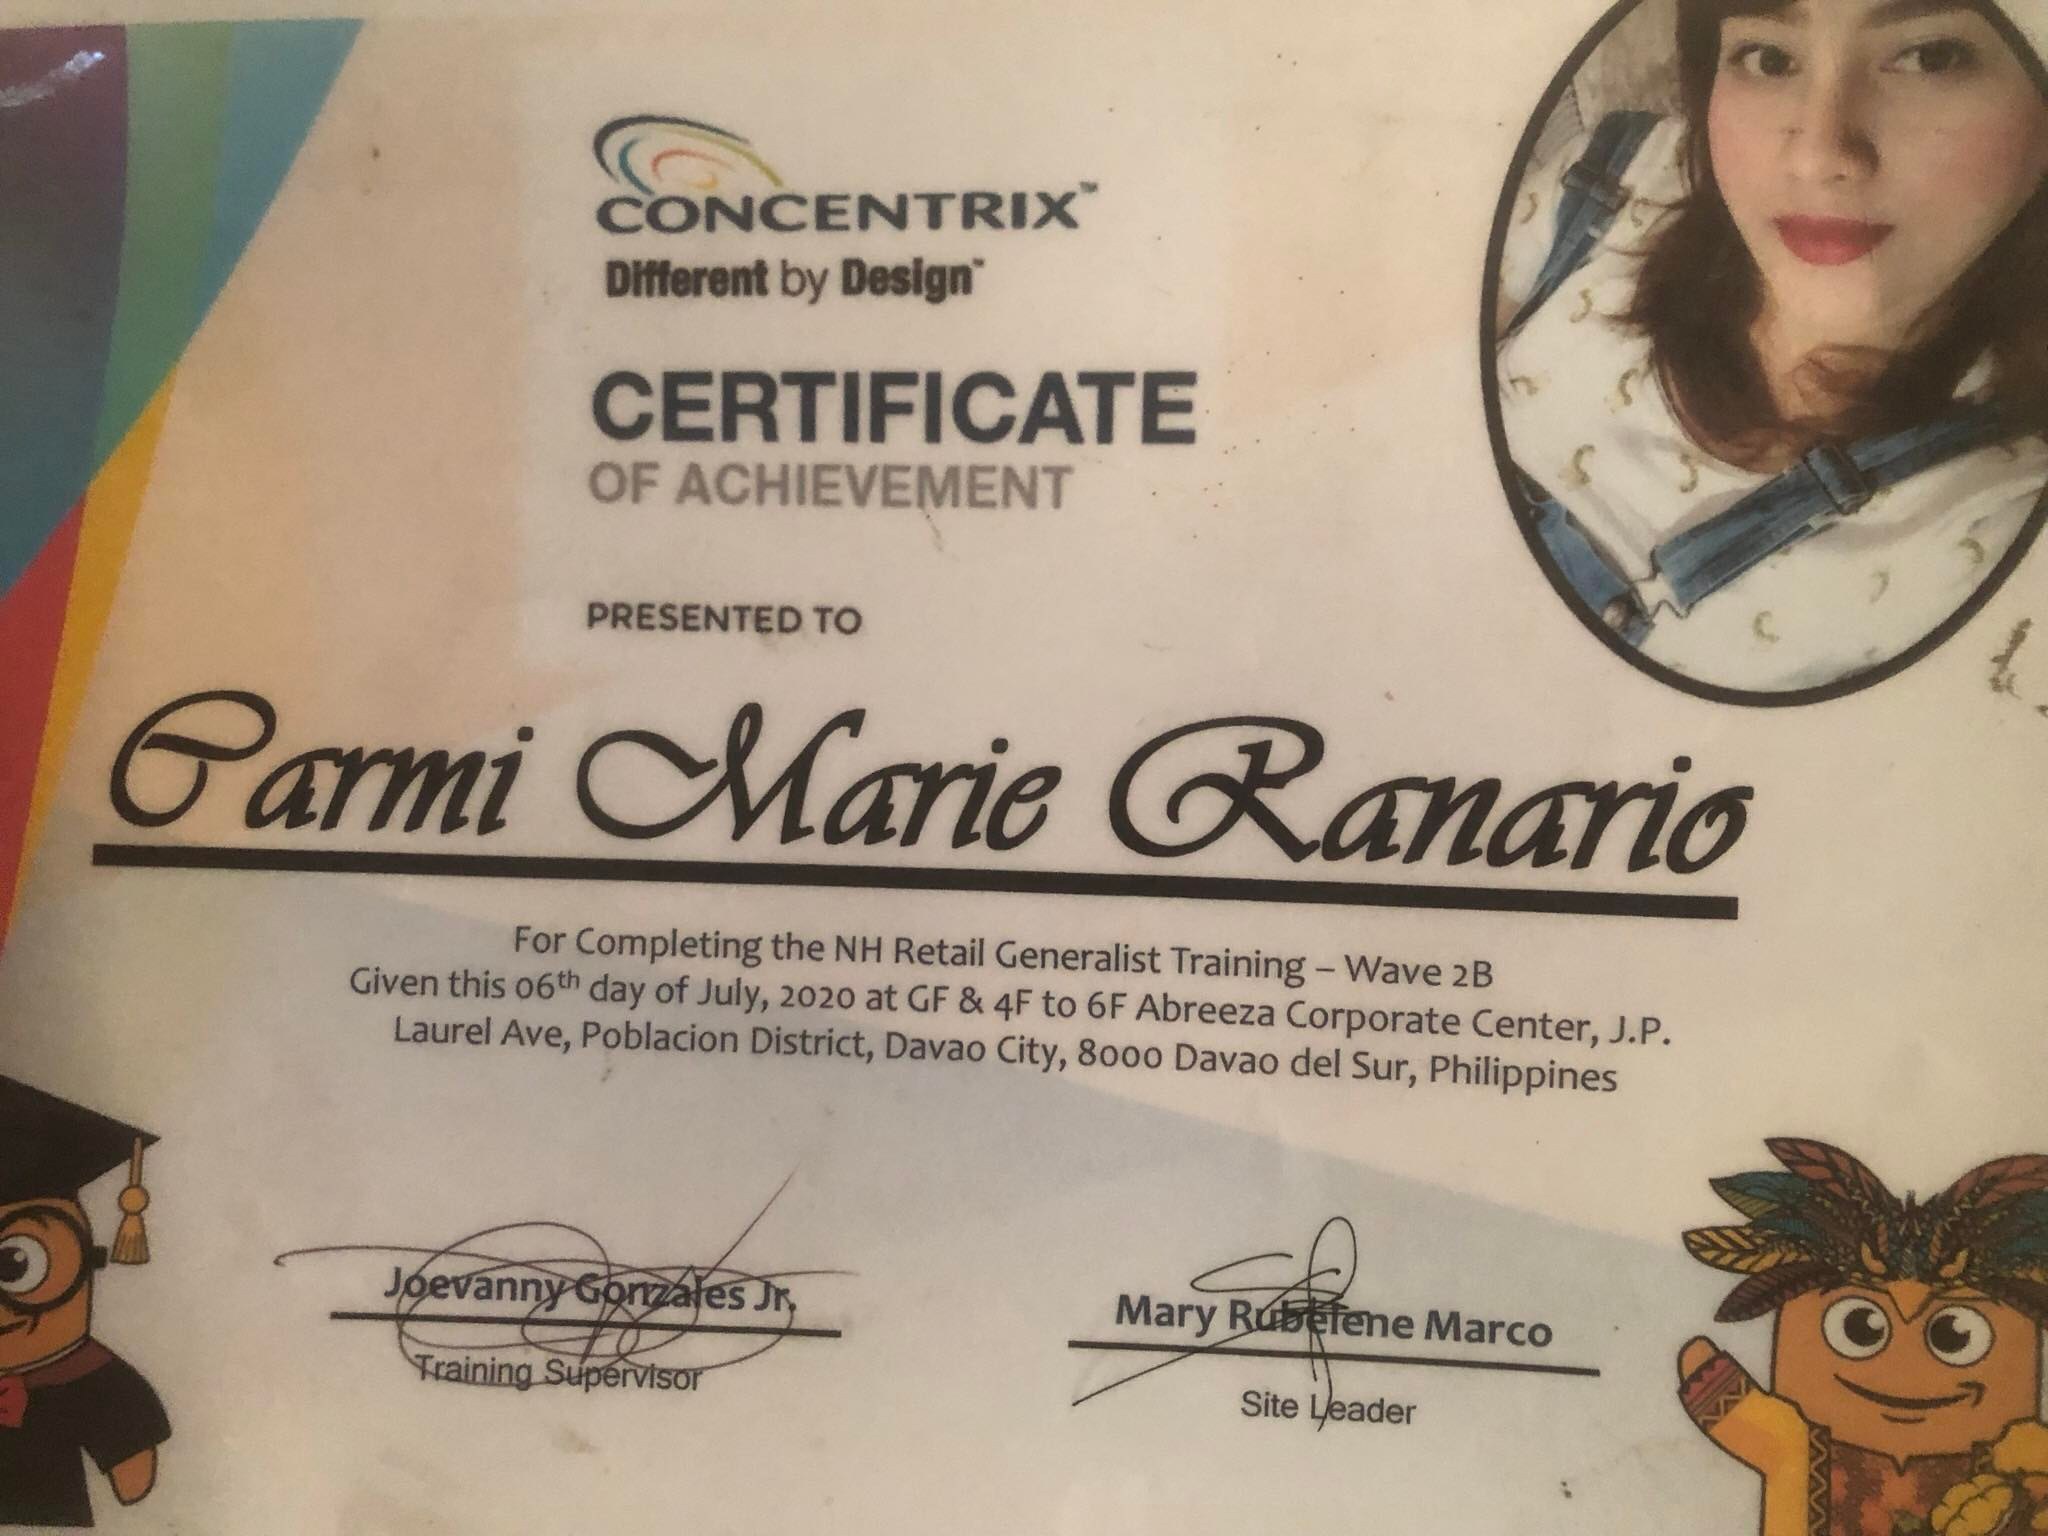 CONCENTRIX™
Different by Design™
CERTIFICATE
OF ACHIEVEMENT
PRESENTED TO
Carmi Marie Ranario
For Completing the NH Retail Generalist Training – Wave 2B
Given this 06th day of July, 2020 at GF & 4F to 6F Abreeza Corporate Center, J.P.
Laurel Ave, Poblacion District, Davao City, 8000 Davao del Sur, Philippines
Joevanny Gonzales Jr.
Training Supervisor
Mary Rubelene Marco
Site Leader